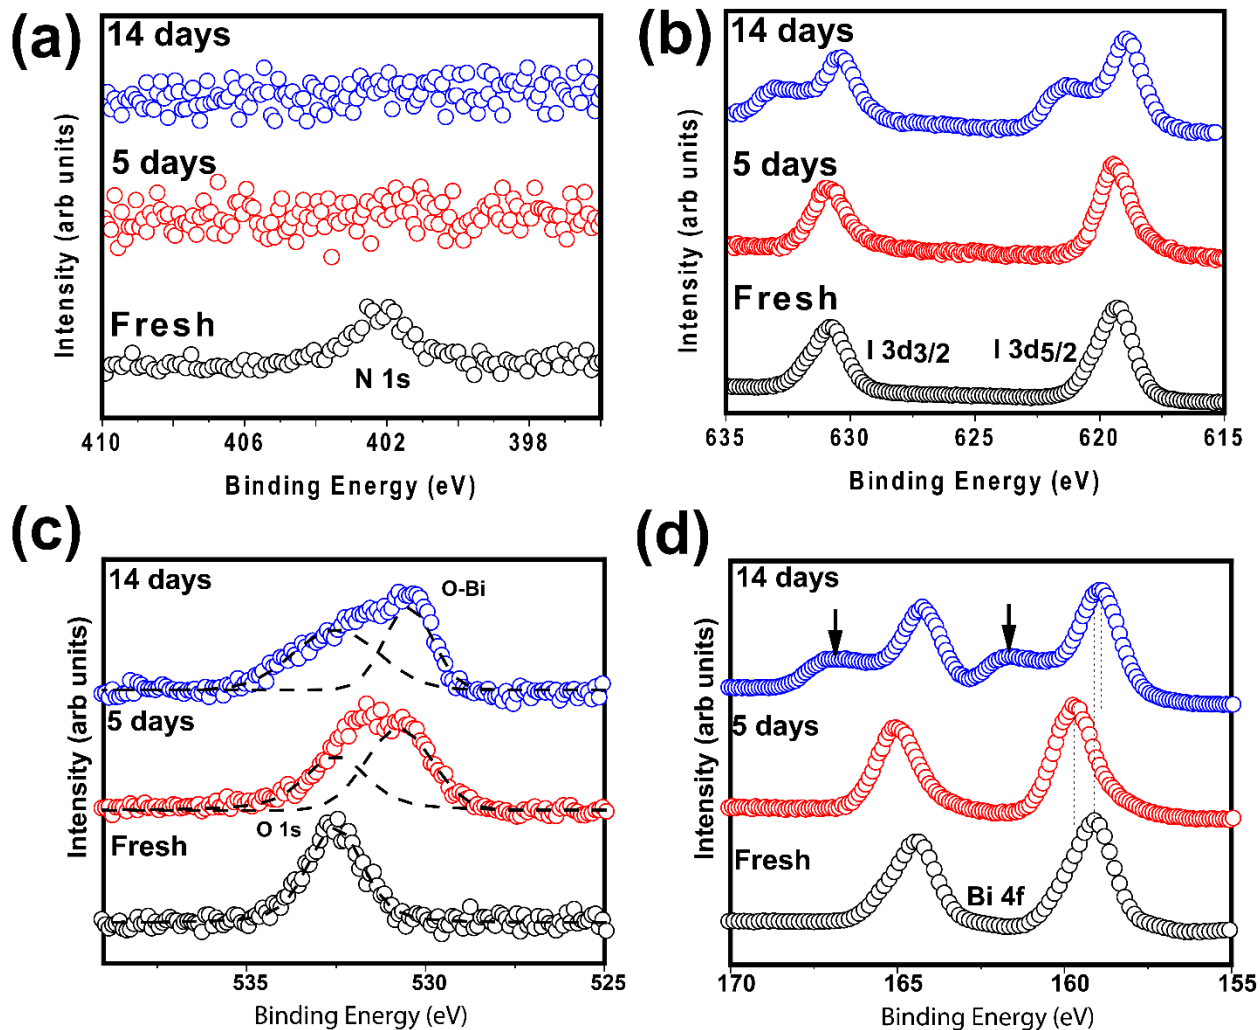 (a)
14 days
5 days
Fresh
N 1s
Intensity (arb units)
410 406 402 398
Binding Energy (eV)
(b)
14 days
5 days
Fresh
I 3d3/2 I 3d5/2
Intensity (arb units)
635 630 625 620 615
Binding Energy (eV)
(c)
14 days
O-Bi
5 days
O 1s
Fresh
Intensity (arb units)
535 530 525
Binding Energy (eV)
(d)
14 days
5 days
Fresh
Bi 4f
Intensity (arb units)
170 165 160 155
Binding Energy (eV)